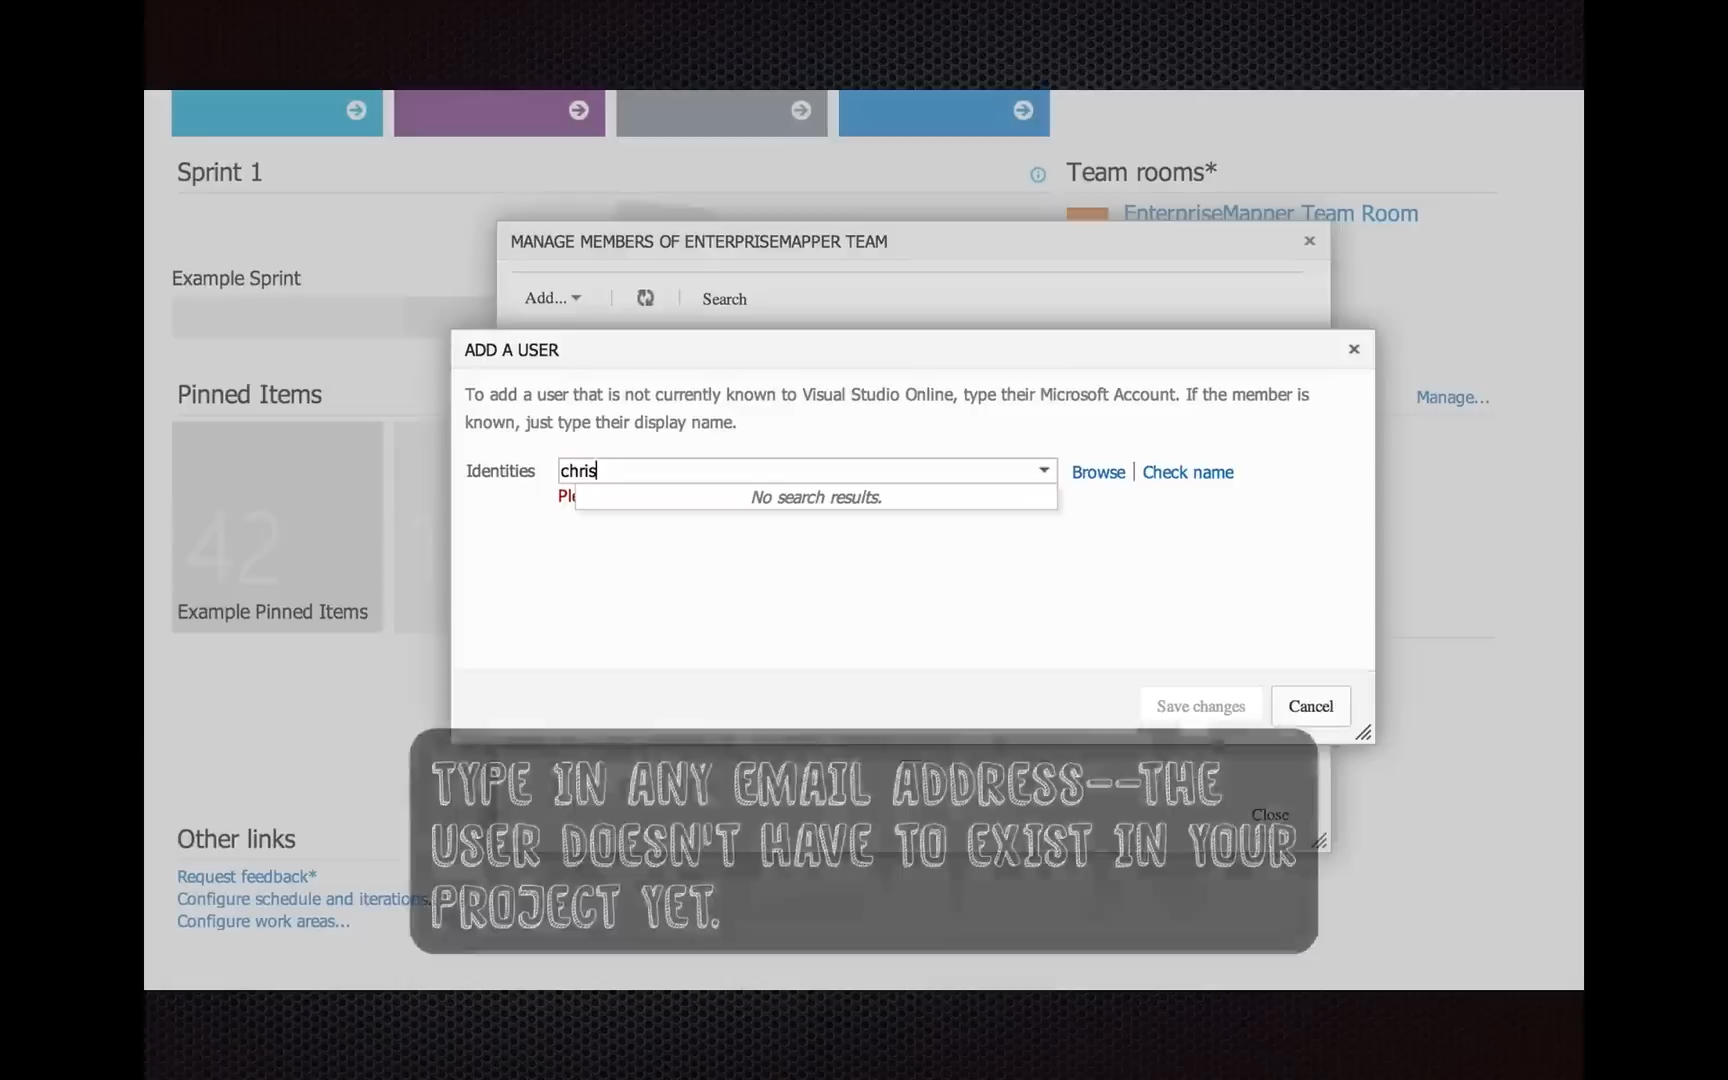 Sprint 1
Team rooms*
EnterpriseMapper Team Room
MANAGE MEMBERS OF ENTERPRISEMAPPER TEAM
Example Sprint
Add...
Search
ADD A USER
To add a user that is not currently known to Visual Studio Online, type their Microsoft Account. If the member is
known, just type their display name.
Pinned Items
Manage...
Identities
chris
Browse
Check name
No search results.
42
Example Pinned Items
Save changes
Cancel
TYPE IN ANY EMAIL ADDRESS--THE
USER DOESN'T HAVE TO EXIST IN YOUR
PROJECT YET.
Close
Other links
Request feedback*
Configure schedule and iterations.
Configure work areas...